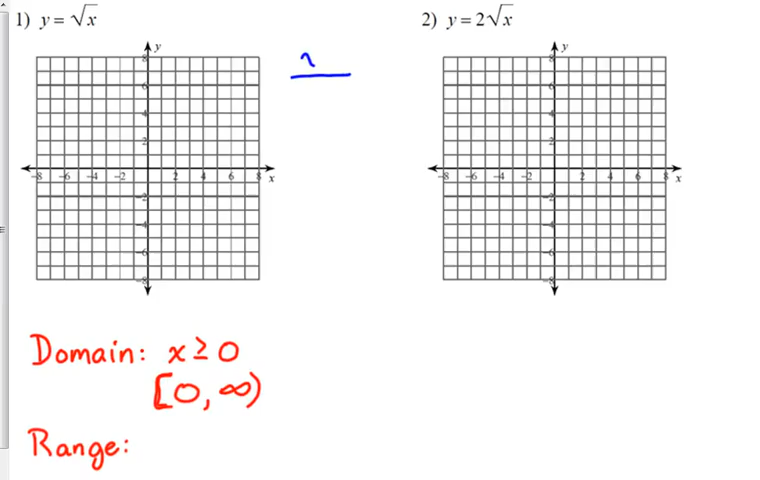 1) y = √x
2) y = 2√x
y
8
6
4
2
-8 -6 -4 -2 2 4 6 8 x
-2
-4
-6
-8
y
8
6
4
2
-8 -6 -4 -2 2 4 6 8 x
-2
-4
-6
-8
Domain: x ≥ 0
[0, ∞)
Range: